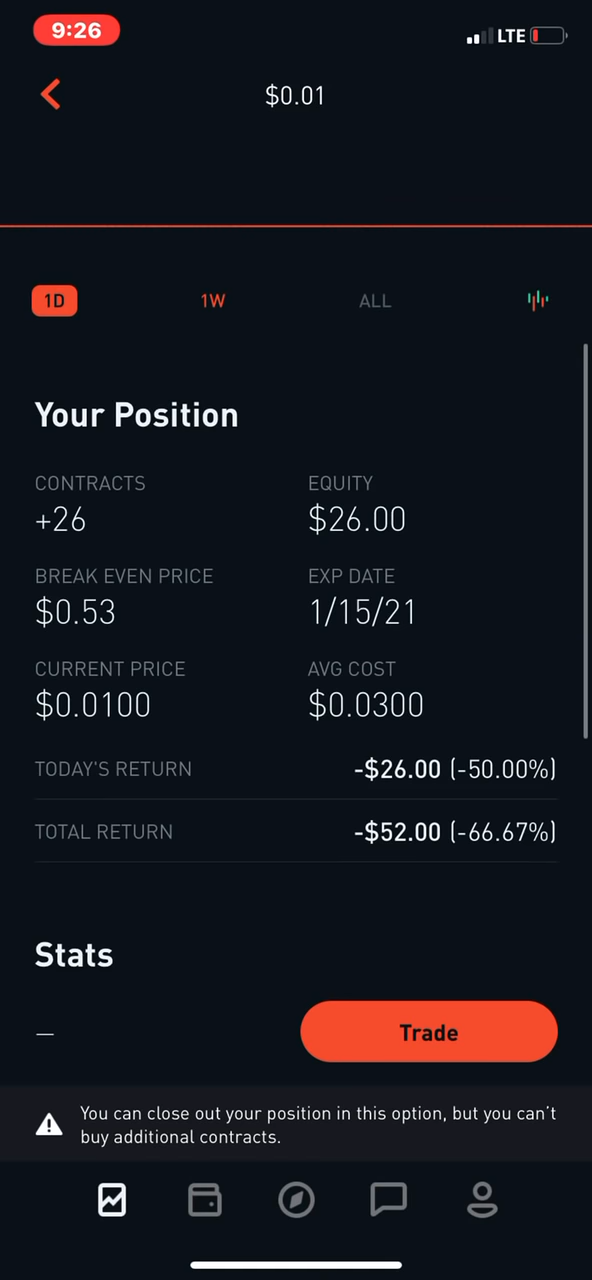 9:26
LTE
$0.01
1D 1W ALL
Your Position
CONTRACTS EQUITY
+26 $26.00
BREAK EVEN PRICE EXP DATE
$0.53 1/15/21
CURRENT PRICE AVG COST
$0.0100 $0.0300
TODAY'S RETURN -$26.00 (-50.00%)
TOTAL RETURN -$52.00 (-66.67%)
Stats
—
Trade
You can close out your position in this option, but you can't
buy additional contracts.